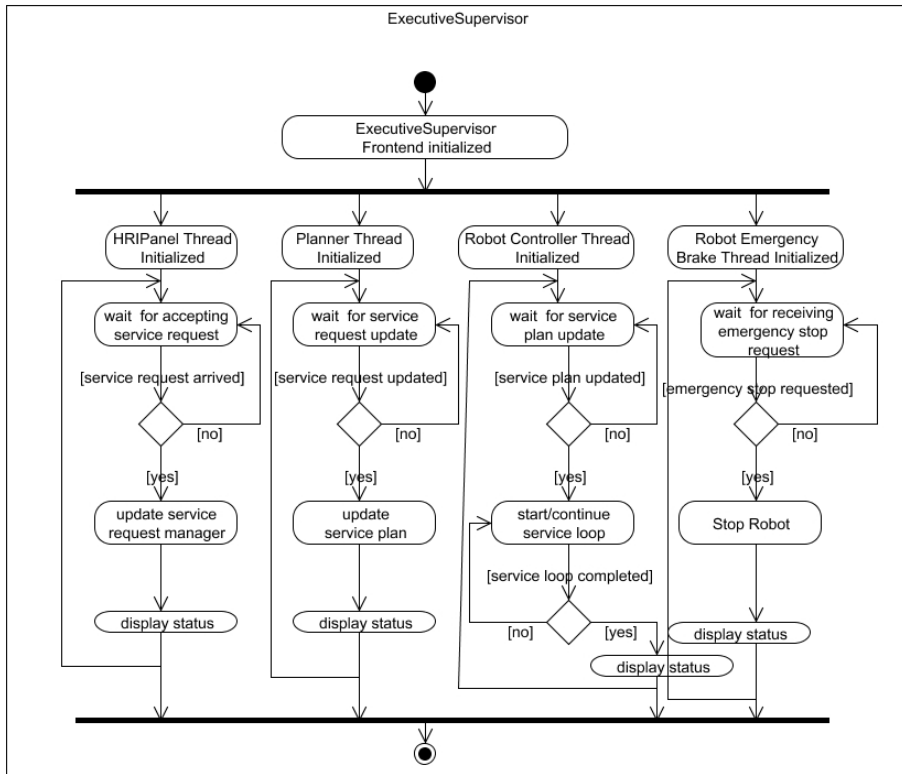 ExecutiveSupervisor
ExecutiveSupervisor
Frontend initialized
HRIPanel Thread
Initialized
Planner Thread
Initialized
Robot Controller Thread
Initialized
Robot Emergency
Brake Thread Initialized
wait for accepting
service request
wait for service
request update
wait for service
plan update
wait for receiving
emergency stop
request
[service request arrived]
[service request updated]
[service plan updated]
[emergency stop requested]
[no]
[no]
[no]
[no]
[yes]
[yes]
[yes]
[yes]
update service
request manager
update
service plan
start/continue
service loop
Stop Robot
[service loop completed]
[no]
[yes]
display status
display status
display status
display status